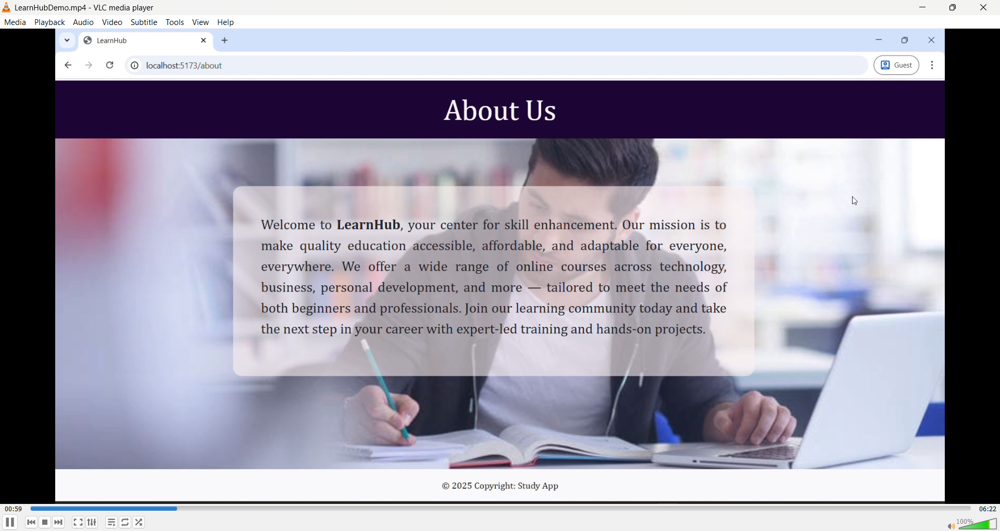 LearnHubDemo.mp4 - VLC media player
Media Playback Audio Video Subtitle Tools View Help
LearnHub
localhost:5173/about
Guest
About Us
Welcome to LearnHub, your center for skill enhancement. Our mission is to
make quality education accessible, affordable, and adaptable for everyone,
everywhere. We offer a wide range of online courses across technology,
business, personal development, and more — tailored to meet the needs of
both beginners and professionals. Join our learning community today and take
the next step in your career with expert-led training and hands-on projects.
© 2025 Copyright: Study App
00:59
06:22
100%